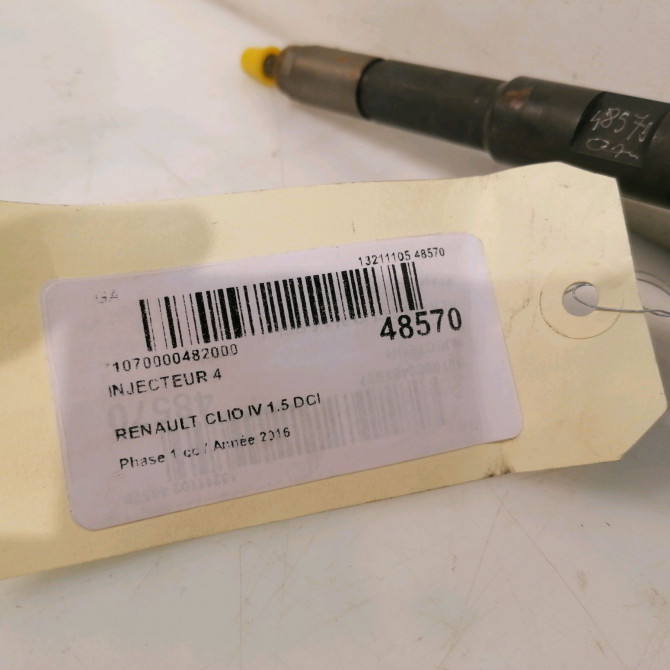 13211105 48570
48570
*1070000482000
INJECTEUR 4
RENAULT CLIO IV 1.5 DCI
Phase 1 cc / Année 2016